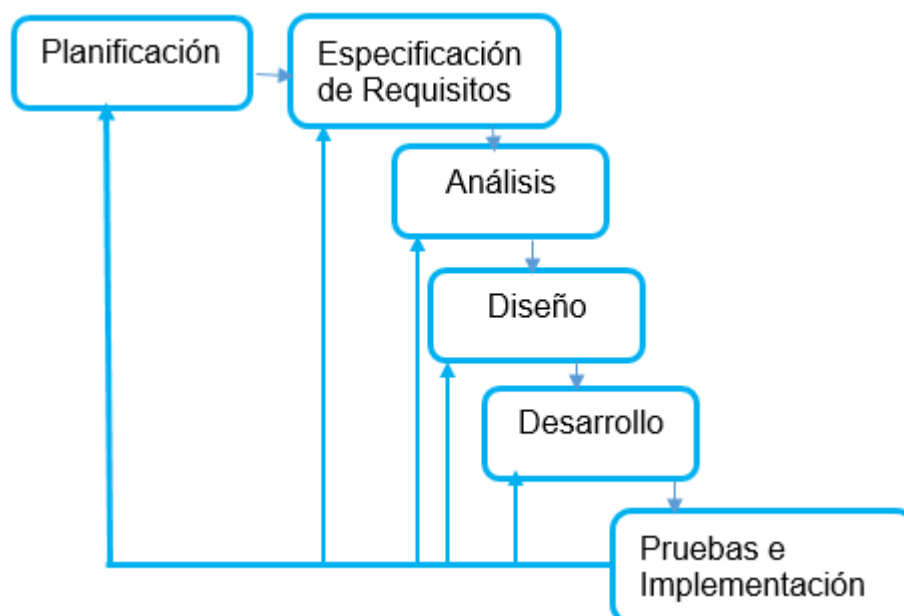 Planificación
Especificación
de Requisitos
Análisis
Diseño
Desarrollo
Pruebas e
Implementación